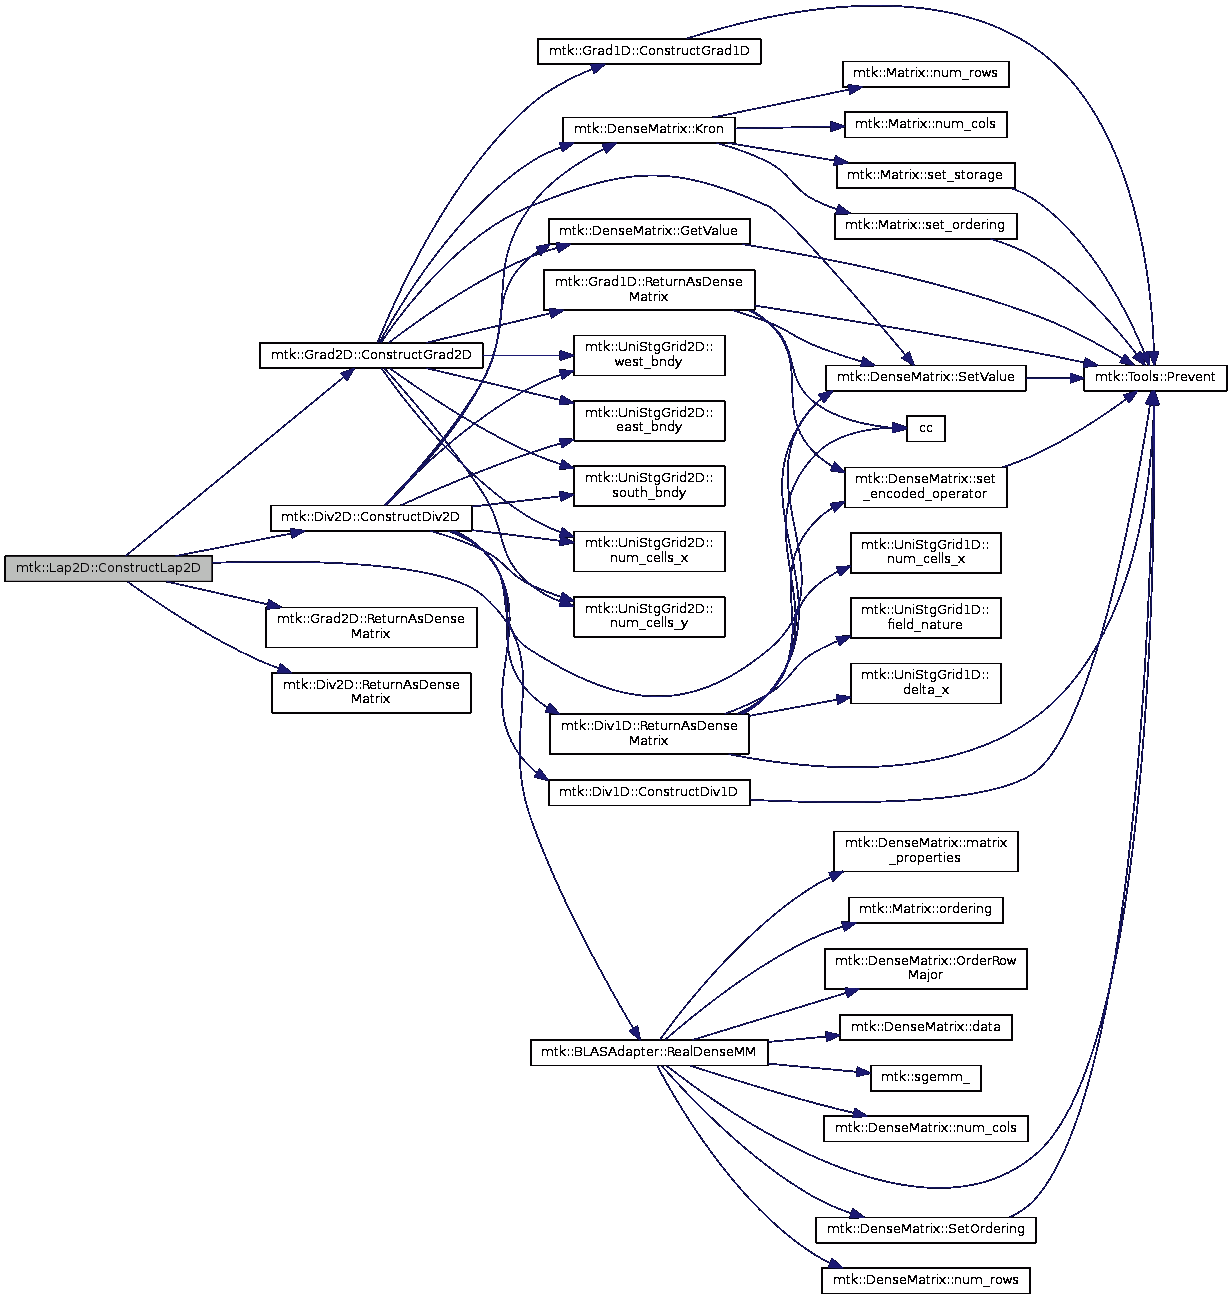 mtk::Grad1D::ConstructGrad1D
mtk::Matrix::num_rows
mtk::Matrix::num_cols
mtk::DenseMatrix::Kron
mtk::Matrix::set_storage
mtk::Matrix::set_ordering
mtk::DenseMatrix::GetValue
mtk::Grad1D::ReturnAsDense
Matrix
mtk::Grad2D::ConstructGrad2D
mtk::UniStgGrid2D::
west_bndy
mtk::DenseMatrix::SetValue
mtk::Tools::Prevent
mtk::UniStgGrid2D::
east_bndy
cc
mtk::UniStgGrid2D::
south_bndy
mtk::DenseMatrix::set
_encoded_operator
mtk::Div2D::ConstructDiv2D
mtk::UniStgGrid2D::
num_cells_x
mtk::UniStgGrid1D::
num_cells_x
mtk::Lap2D::ConstructLap2D
mtk::UniStgGrid2D::
num_cells_y
mtk::UniStgGrid1D::
field_nature
mtk::Grad2D::ReturnAsDense
Matrix
mtk::Div2D::ReturnAsDense
Matrix
mtk::UniStgGrid1D::
delta_x
mtk::Div1D::ReturnAsDense
Matrix
mtk::Div1D::ConstructDiv1D
mtk::DenseMatrix::matrix
_properties
mtk::Matrix::ordering
mtk::DenseMatrix::OrderRow
Major
mtk::DenseMatrix::data
mtk::BLASAdapter::RealDenseMM
mtk::sgemm_
mtk::DenseMatrix::num_cols
mtk::DenseMatrix::SetOrdering
mtk::DenseMatrix::num_rows